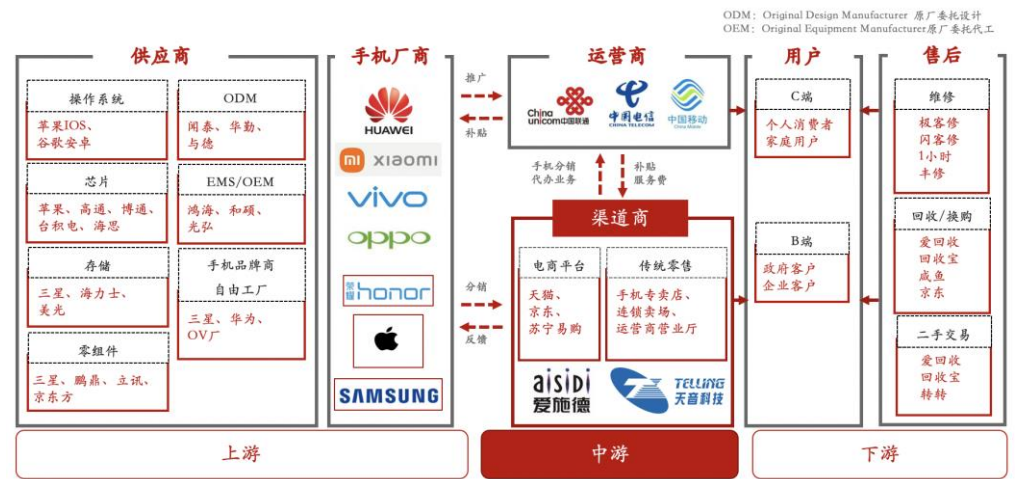 ODM：Original Design Manufacturer 原厂委托设计
OEM：Original Equipment Manufacturer原厂委托代工
供应商
操作系统
苹果IOS、
谷歌安卓
ODM
闻泰、华勤、
与德
芯片
苹果、高通、博通、
台积电、海思
EMS/OEM
鸿海、和硕、
光弘
存储
三星、海力士、
美光
手机品牌商
自由工厂
三星、华为、
OV厂
零组件
三星、鹏鼎、立讯、
京东方
手机厂商
HUAWEI
mi xiaomi
vivo
oppo
荣耀honor
SAMSUNG
推广
补贴
分销
反馈
运营商
China
unicom中国联通
中国电信
CHINA TELECOM
中国移动
China Mobile
手机分销
代办业务
补贴
服务费
渠道商
电商平台
天猫、
京东、
苏宁易购
传统零售
手机专卖店、
连锁卖场、
运营商营业厅
aisidi
爱施德
TELLING
天音科技
用户
C端
个人消费者
家庭用户
B端
政府客户
企业客户
售后
维修
极客修
闪客修
1小时
丰修
回收/换购
爱回收
回收宝
咸鱼
京东
二手交易
爱回收
回收宝
转转
上游
中游
下游